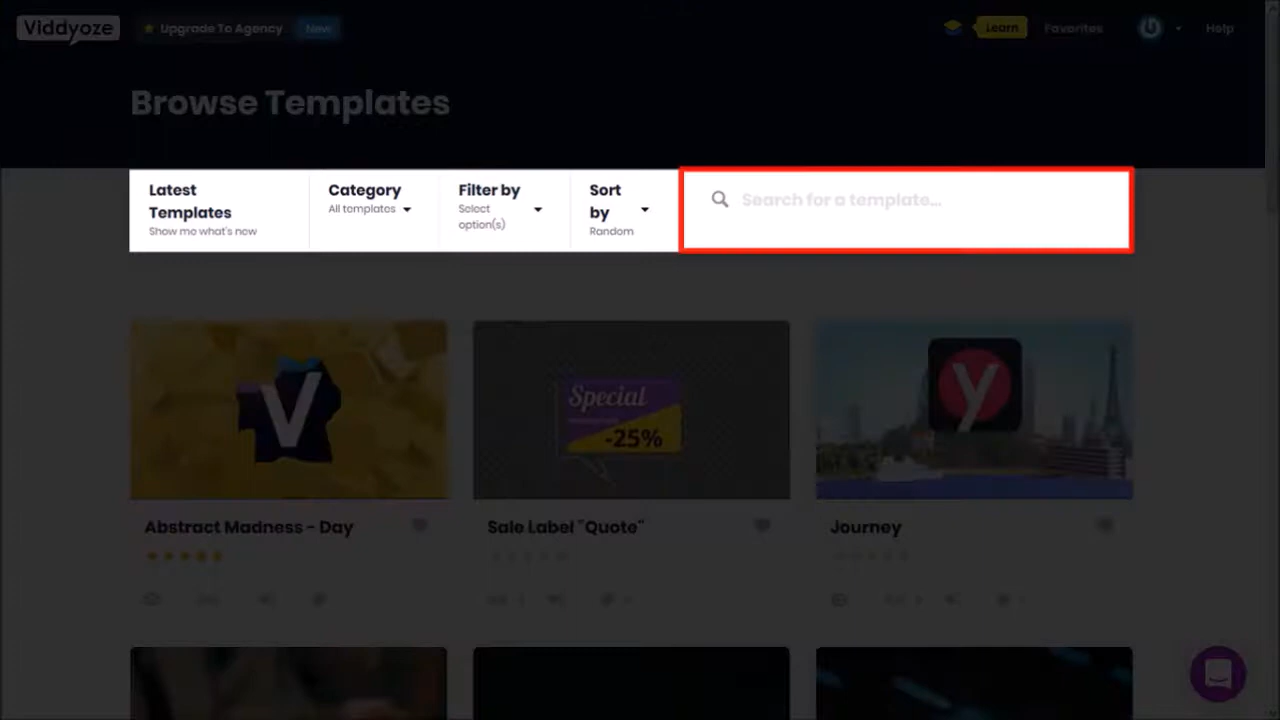 Viddyoze
Upgrade To Agency New
Learn Favorites Help
Browse Templates
Latest
Templates
Show me what's new
Category
All templates
Filter by
Select
option(s)
Sort
by
Random
Search for a template...
V
Special
-25%
y
Abstract Madness - Day
Sale Label "Quote"
Journey